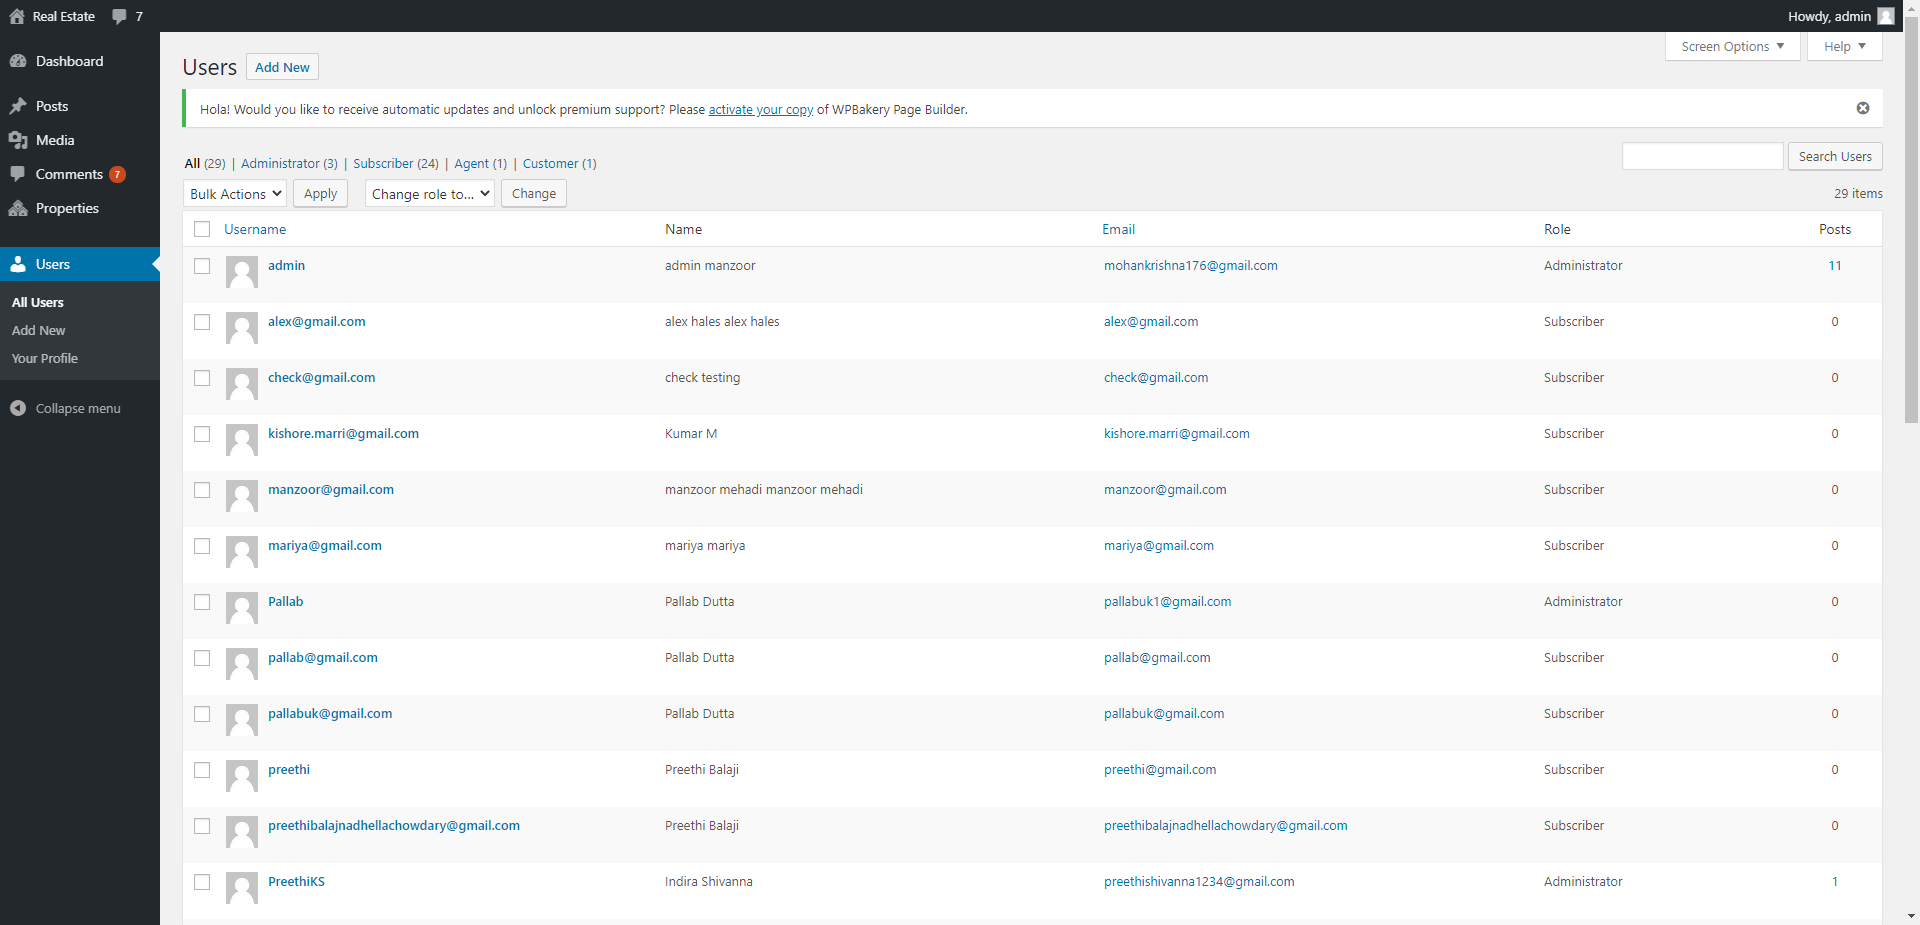 Real Estate 7 Howdy, admin
Dashboard
Posts
Media
Comments 7
Properties
Users
All Users
Add New
Your Profile
Collapse menu
Screen Options Help
Users Add New
Hola! Would you like to receive automatic updates and unlock premium support? Please activate your copy of WPBakery Page Builder.
All (29) | Administrator (3) | Subscriber (24) | Agent (1) | Customer (1)
Search Users
Bulk Actions Apply Change role to... Change 29 items
Username Name Email Role Posts
admin admin manzoor mohankrishna176@gmail.com Administrator 11
alex@gmail.com alex hales alex hales alex@gmail.com Subscriber 0
check@gmail.com check testing check@gmail.com Subscriber 0
kishore.marri@gmail.com Kumar M kishore.marri@gmail.com Subscriber 0
manzoor@gmail.com manzoor mehadi manzoor mehadi manzoor@gmail.com Subscriber 0
mariya@gmail.com mariya mariya mariya@gmail.com Subscriber 0
Pallab Pallab Dutta pallabuk1@gmail.com Administrator 0
pallab@gmail.com Pallab Dutta pallab@gmail.com Subscriber 0
pallabuk@gmail.com Pallab Dutta pallabuk@gmail.com Subscriber 0
preethi Preethi Balaji preethi@gmail.com Subscriber 0
preethibalajnadhellachowdary@gmail.com Preethi Balaji preethibalajnadhellachowdary@gmail.com Subscriber 0
PreethiKS Indira Shivanna preethishivanna1234@gmail.com Administrator 1